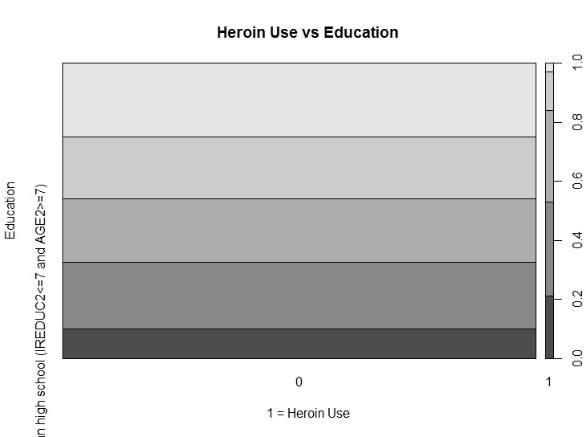 Heroin Use vs Education
Education
high school (IREDUC2<=7 and AGE2>=7)
1.0
0.8
0.6
0.4
0.2
0.0
0
1
1 = Heroin Use